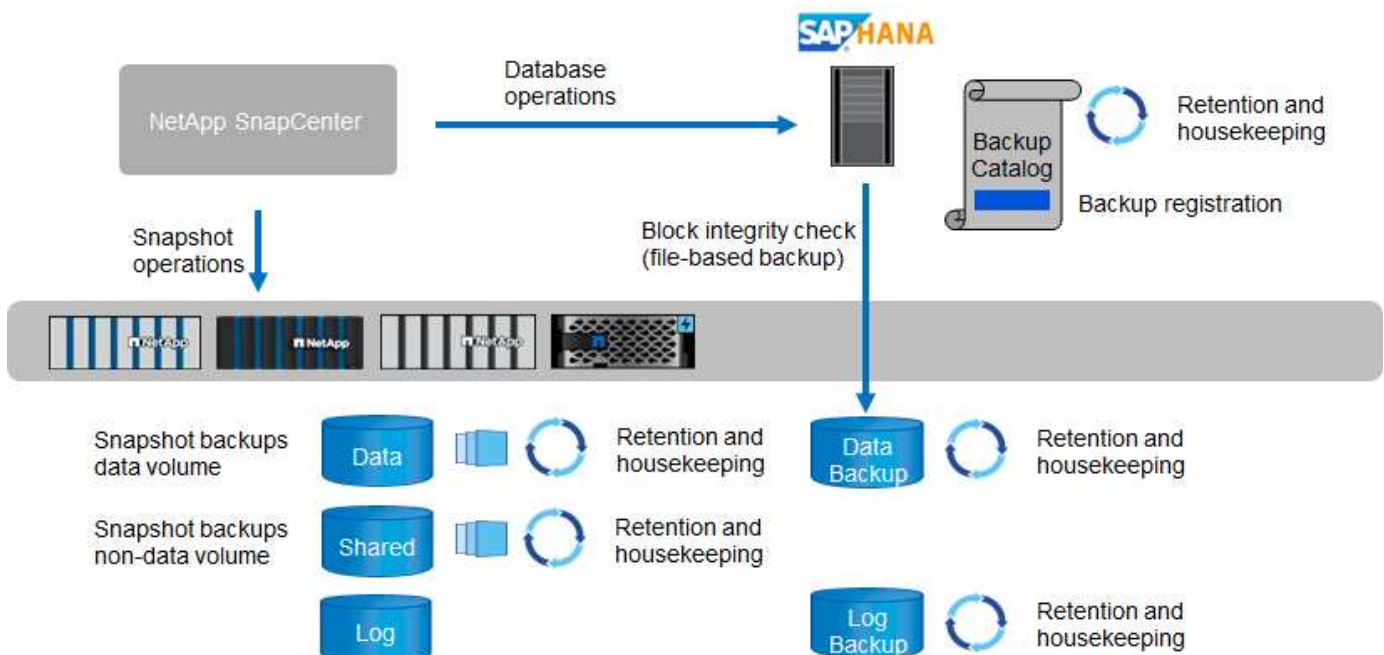 SAP HANA
Database
operations
NetApp SnapCenter
Backup
Catalog
Retention and
housekeeping
Backup registration
Snapshot
operations
Block integrity check
(file-based backup)
NetApp
NetApp
NetApp
Snapshot backups
data volume
Data
Retention and
housekeeping
Data
Backup
Retention and
housekeeping
Snapshot backups
non-data volume
Shared
Retention and
housekeeping
Log
Log
Backup
Retention and
housekeeping